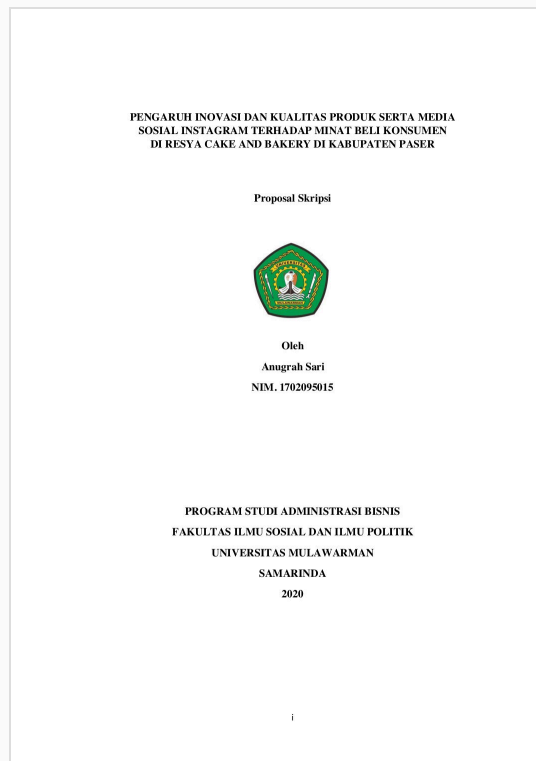 PENGARUH INOVASI DAN KUALITAS PRODUK SERTA MEDIA
SOSIAL INSTAGRAM TERHADAP MINAT BELI KONSUMEN
DI RESYA CAKE AND BAKERY DI KABUPATEN PASER
Proposal Skripsi
UNIVERSITAS
MULAWARMAN
Oleh
Anugrah Sari
NIM. 1702095015
PROGRAM STUDI ADMINISTRASI BISNIS
FAKULTAS ILMU SOSIAL DAN ILMU POLITIK
UNIVERSITAS MULAWARMAN
SAMARINDA
2020
i